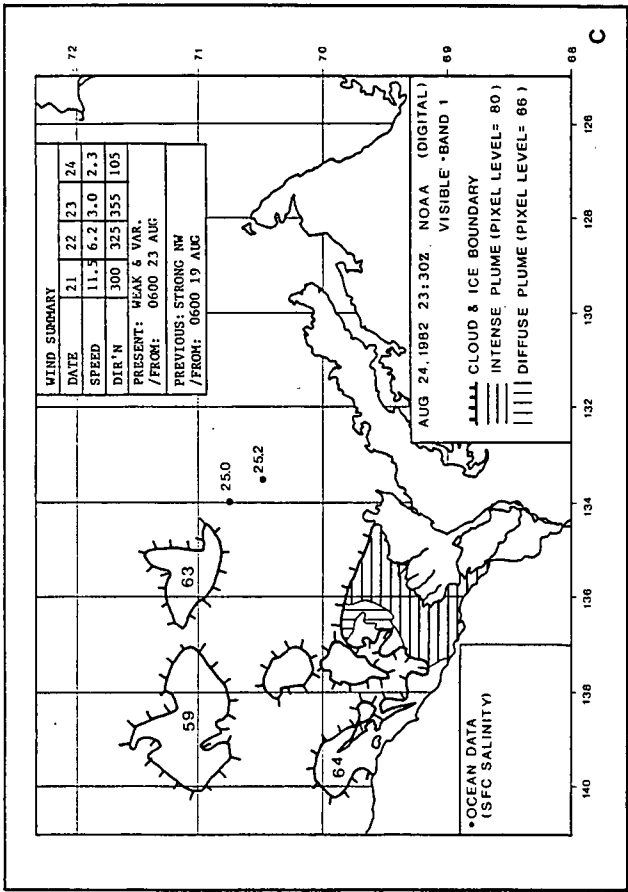 WIND SUMMARY
DATE 21 22 23 24
SPEED 11.5 6.2 3.0 2.3
DIR'N 300 325 355 105
PRESENT: WEAK & VAR.
/FROM: 0600 23 AUG
PREVIOUS: STRONG NW
/FROM: 0600 19 AUG
72
71
70
69
68
63
59
64
25.0
25.2
AUG 24, 1982 23:30Z. NOAA (DIGITAL)
VISIBLE - BAND 1
CLOUD & ICE BOUNDARY
INTENSE PLUME (PIXEL LEVEL= 80)
DIFFUSE PLUME (PIXEL LEVEL= 66)
•OCEAN DATA
(SFC SALINITY)
140
138
136
134
132
130
128
126
C